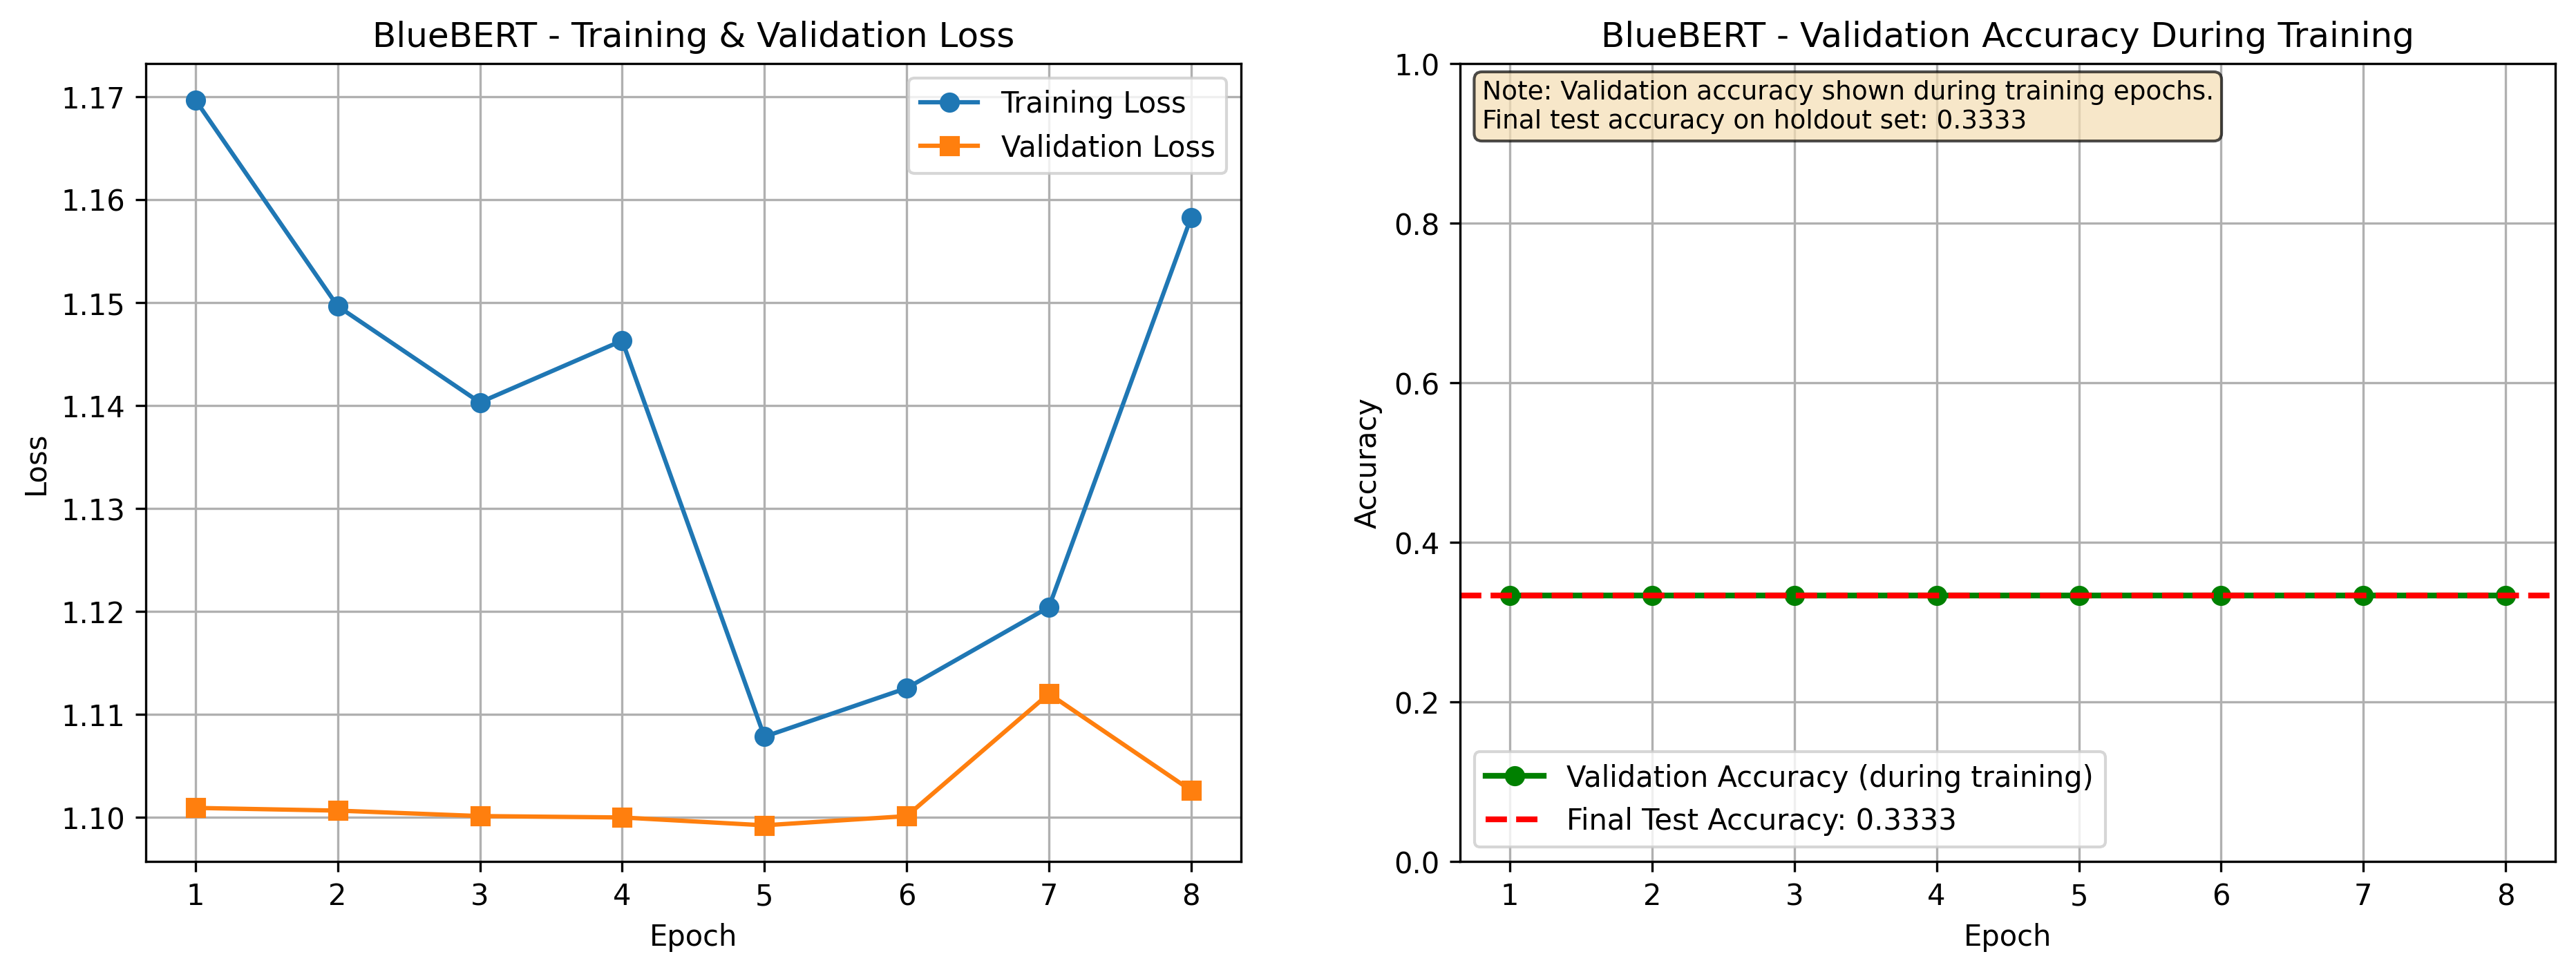 BlueBERT - Training & Validation Loss
Training Loss
Validation Loss
1.17
1.16
1.15
1.14
1.13
1.12
1.11
1.10
Loss
1 2 3 4 5 6 7 8
Epoch
BlueBERT - Validation Accuracy During Training
Note: Validation accuracy shown during training epochs.
Final test accuracy on holdout set: 0.3333
1.0
0.8
0.6
0.4
0.2
0.0
Accuracy
Validation Accuracy (during training)
Final Test Accuracy: 0.3333
1 2 3 4 5 6 7 8
Epoch